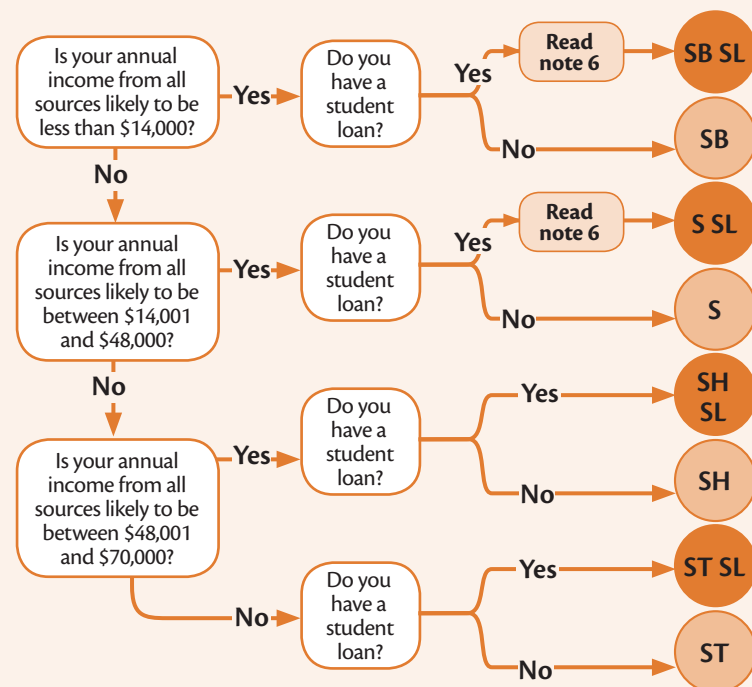 Is your annual
income from all
sources likely to be
less than $14,000?
Yes
Do you
have a
student
loan?
Yes
Read
note 6
SB SL
No
SB
No
Is your annual
income from all
sources likely to be
between $14,001
and $48,000?
Yes
Do you
have a
student
loan?
Yes
Read
note 6
S SL
No
S
No
Is your annual
income from all
sources likely to be
between $48,001
and $70,000?
Yes
Do you
have a
student
loan?
Yes
SH
SL
No
SH
No
Do you
have a
student
loan?
Yes
ST SL
No
ST